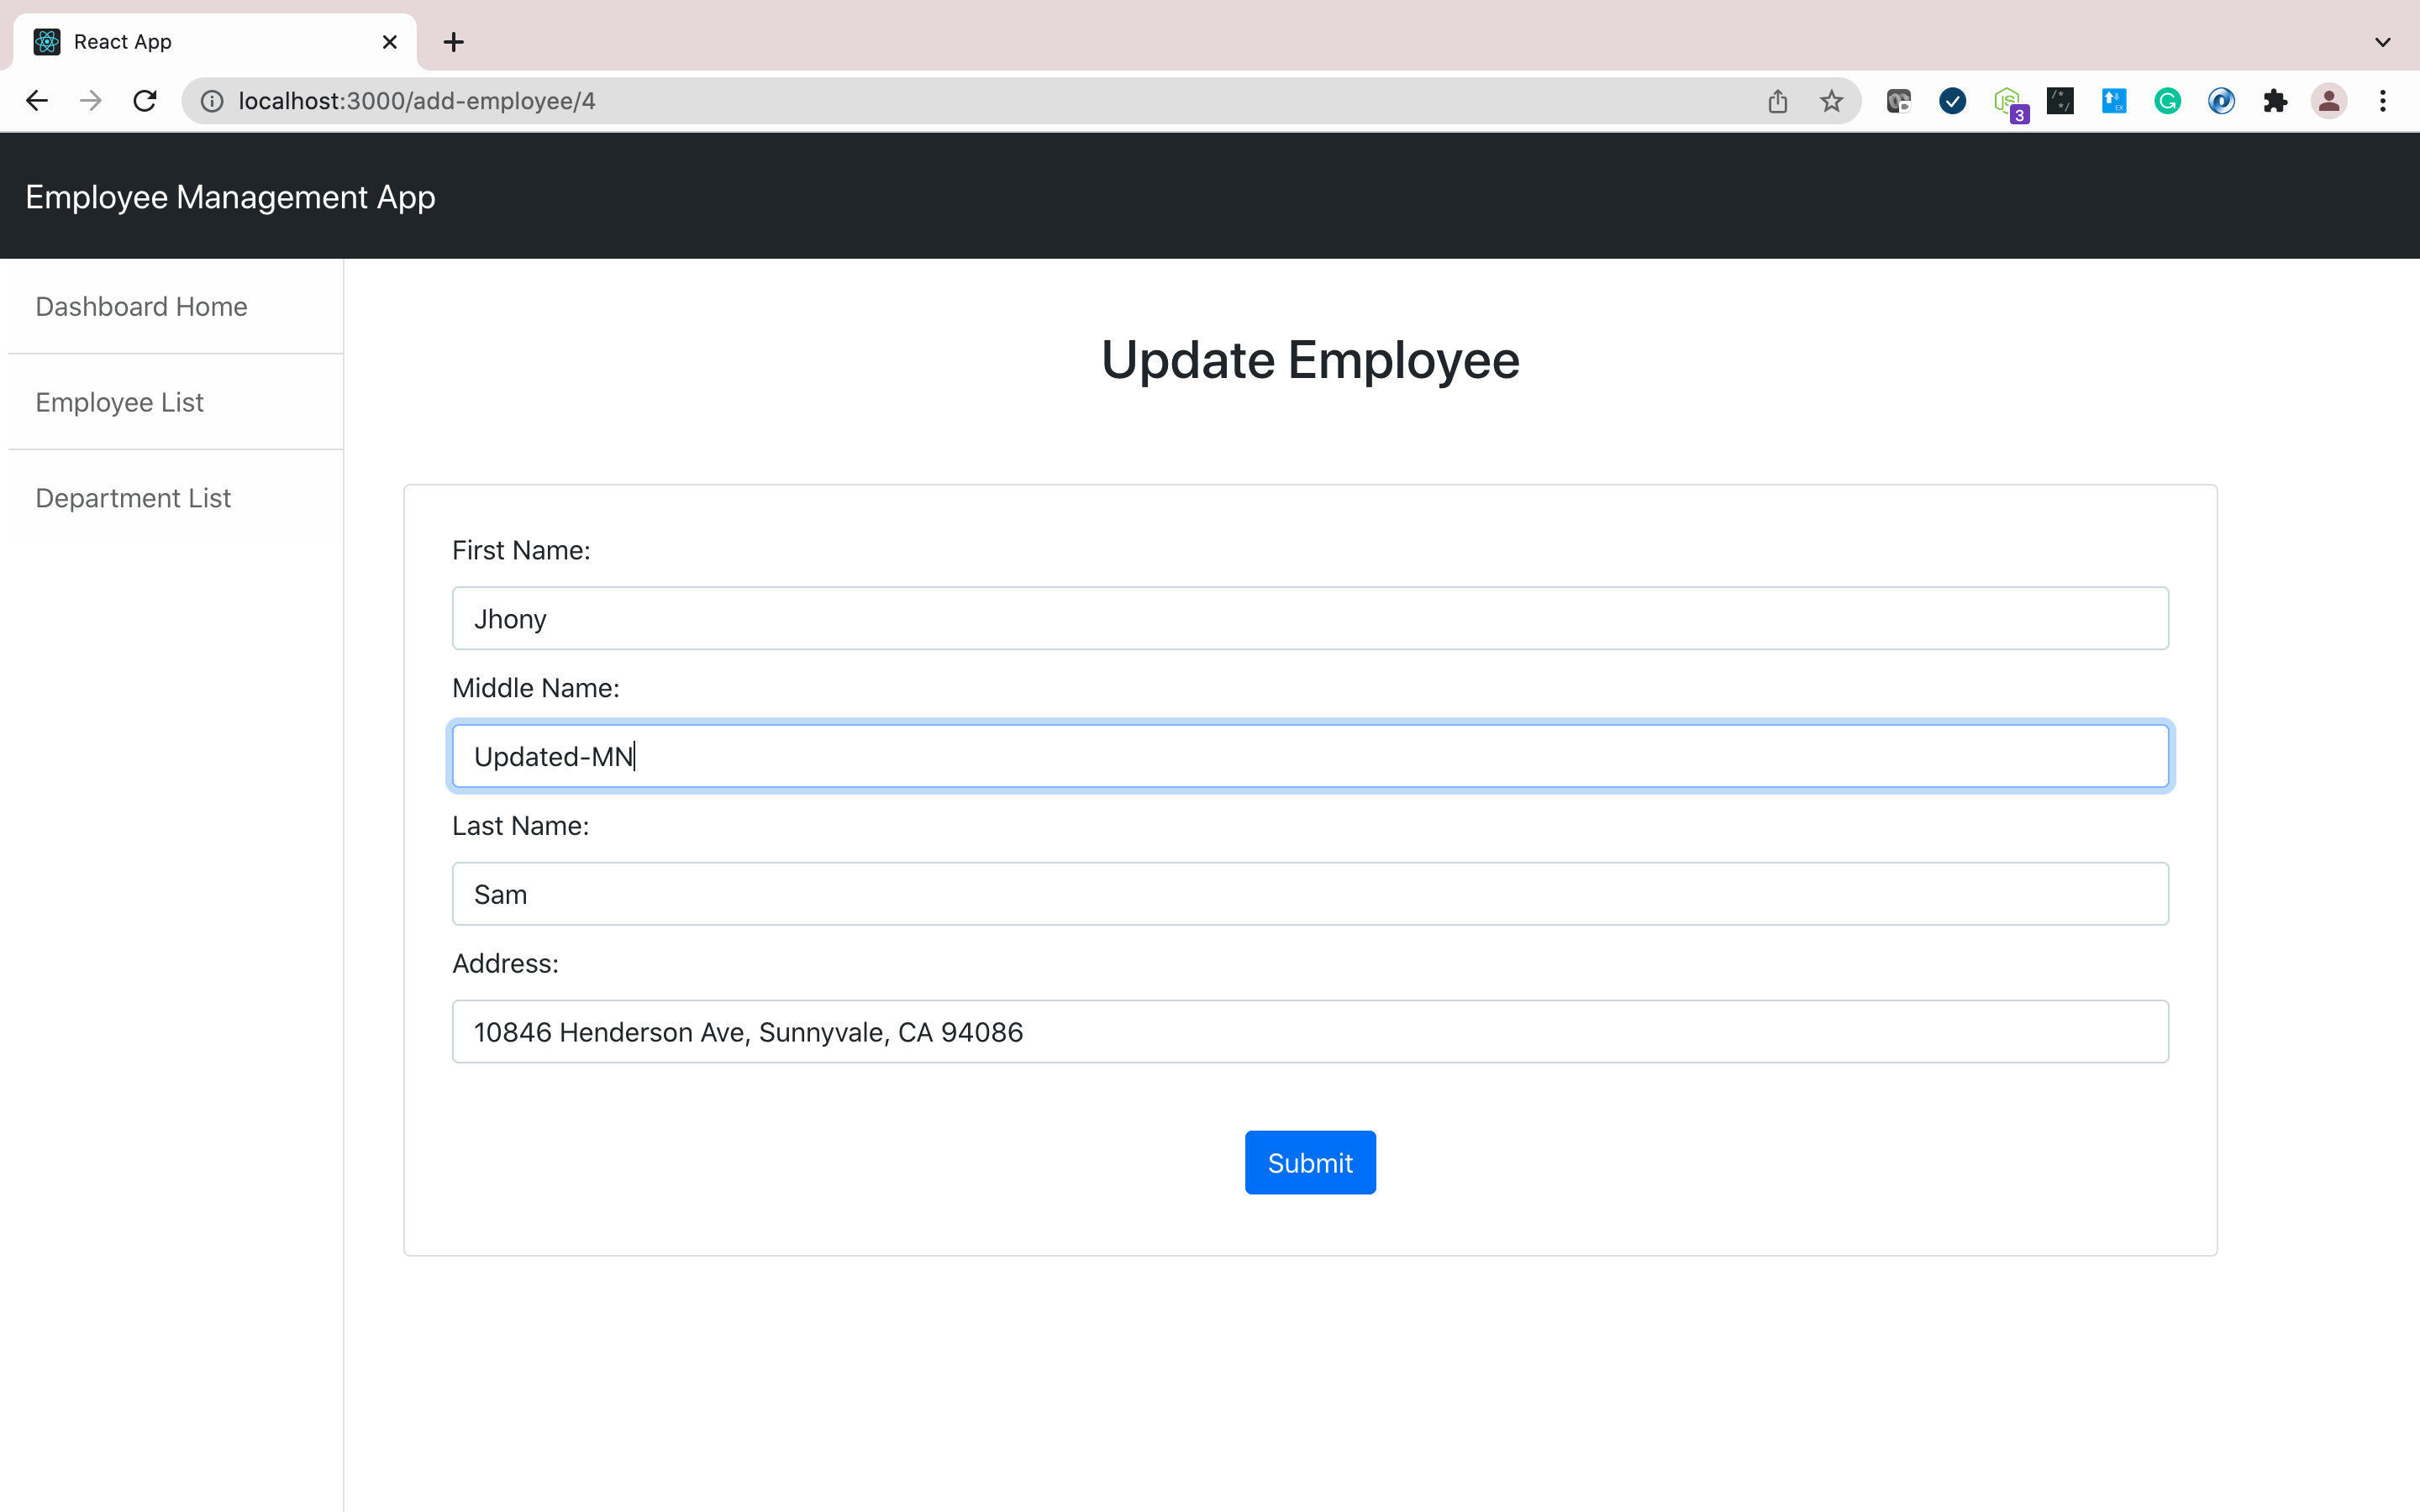 React App
localhost:3000/add-employee/4
3
Employee Management App
Dashboard Home
Employee List
Department List
Update Employee
First Name:
Jhony
Middle Name:
Updated-MN
Last Name:
Sam
Address:
10846 Henderson Ave, Sunnyvale, CA 94086
Submit